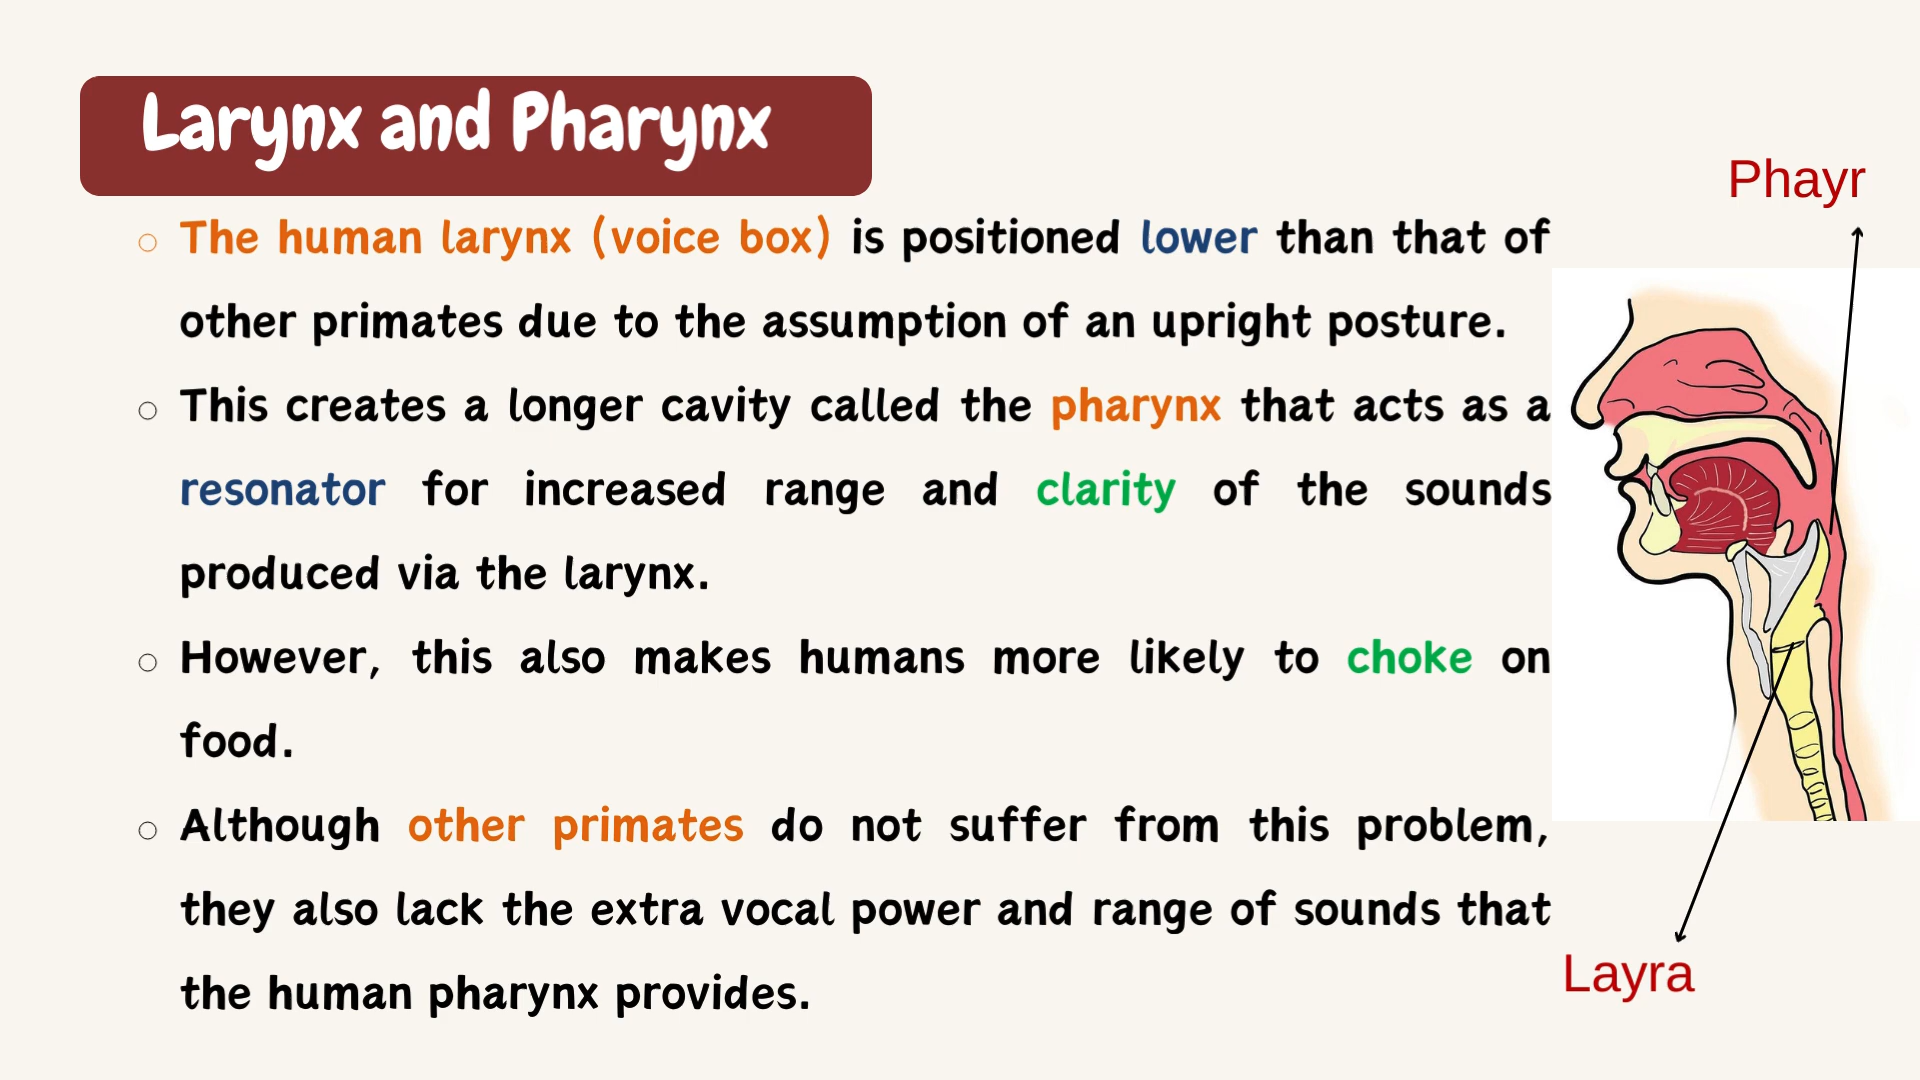 Larynx and Pharynx
Phayr
The human larynx (voice box) is positioned lower than that of
other primates due to the assumption of an upright posture.
This creates a longer cavity called the pharynx that acts as a
resonator for increased range and clarity of the sounds
produced via the larynx.
However, this also makes humans more likely to choke on
food.
Although other primates do not suffer from this problem,
they also lack the extra vocal power and range of sounds that
the human pharynx provides.
Layra